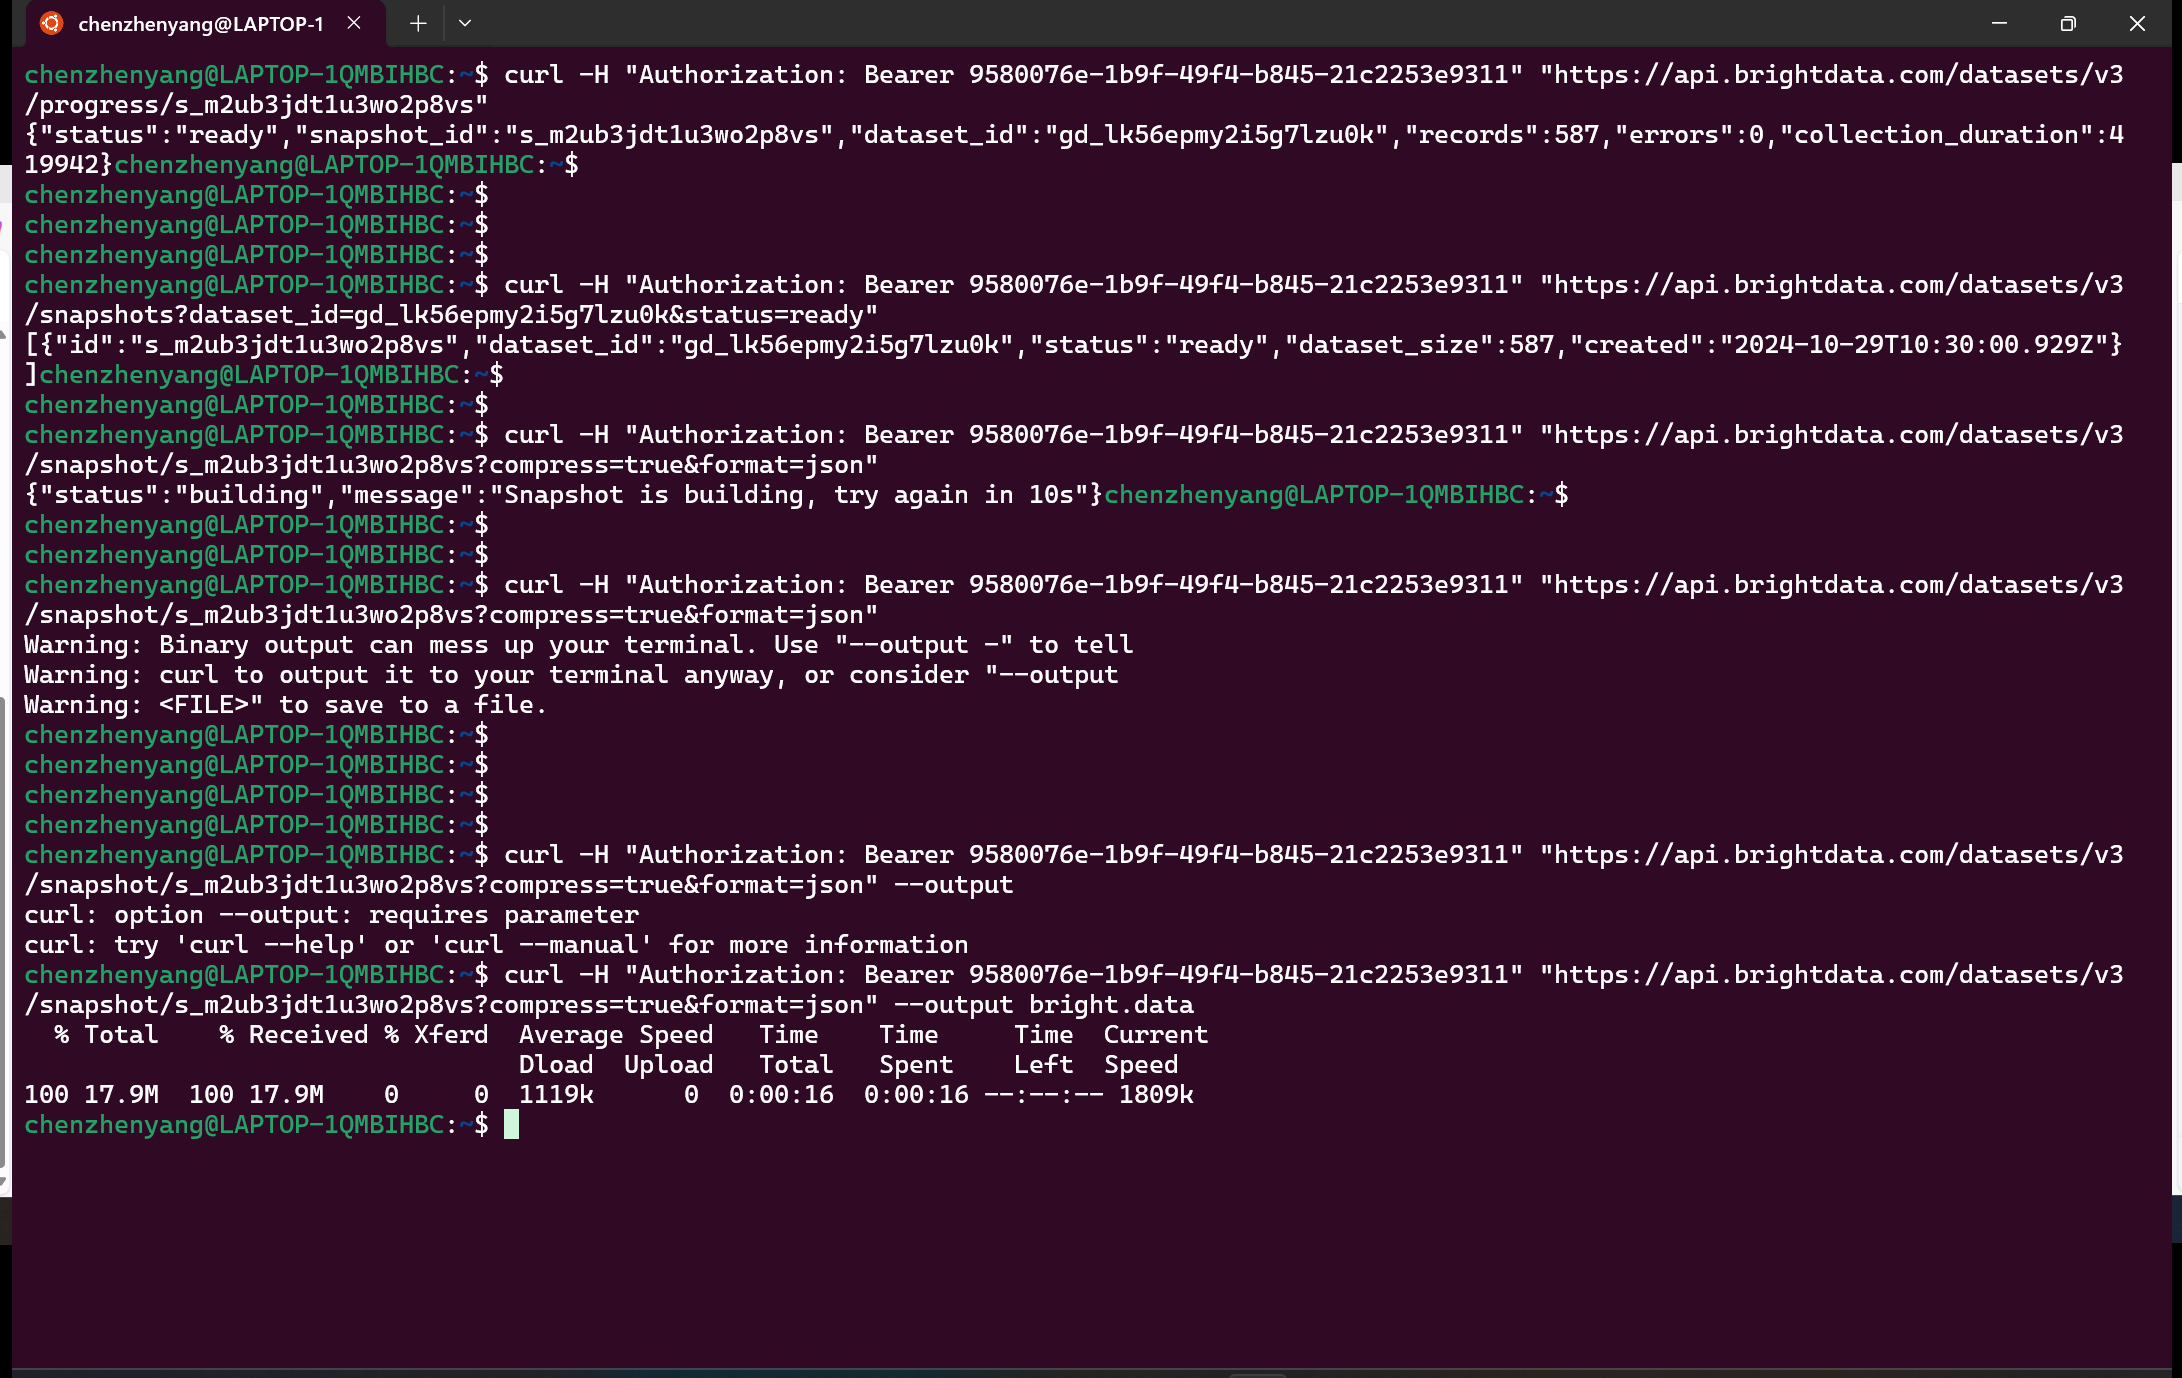 chenzhenyang@LAPTOP-1
chenzhenyang@LAPTOP-1QMBIHBC:~$ curl -H "Authorization: Bearer 9580076e-1b9f-49f4-b845-21c2253e9311" "https://api.brightdata.com/datasets/v3
/progress/s_m2ub3jdt1u3wo2p8vs"
{"status":"ready","snapshot_id":"s_m2ub3jdt1u3wo2p8vs","dataset_id":"gd_lk56epmy2i5g7lzu0k","records":587,"errors":0,"collection_duration":4
19942}chenzhenyang@LAPTOP-1QMBIHBC:~$
chenzhenyang@LAPTOP-1QMBIHBC:~$
chenzhenyang@LAPTOP-1QMBIHBC:~$
chenzhenyang@LAPTOP-1QMBIHBC:~$
chenzhenyang@LAPTOP-1QMBIHBC:~$ curl -H "Authorization: Bearer 9580076e-1b9f-49f4-b845-21c2253e9311" "https://api.brightdata.com/datasets/v3
/snapshots?dataset_id=gd_lk56epmy2i5g7lzu0k&status=ready"
[{"id":"s_m2ub3jdt1u3wo2p8vs","dataset_id":"gd_lk56epmy2i5g7lzu0k","status":"ready","dataset_size":587,"created":"2024-10-29T10:30:00.929Z"}
]chenzhenyang@LAPTOP-1QMBIHBC:~$
chenzhenyang@LAPTOP-1QMBIHBC:~$
chenzhenyang@LAPTOP-1QMBIHBC:~$ curl -H "Authorization: Bearer 9580076e-1b9f-49f4-b845-21c2253e9311" "https://api.brightdata.com/datasets/v3
/snapshot/s_m2ub3jdt1u3wo2p8vs?compress=true&format=json"
{"status":"building","message":"Snapshot is building, try again in 10s"}chenzhenyang@LAPTOP-1QMBIHBC:~$
chenzhenyang@LAPTOP-1QMBIHBC:~$
chenzhenyang@LAPTOP-1QMBIHBC:~$
chenzhenyang@LAPTOP-1QMBIHBC:~$ curl -H "Authorization: Bearer 9580076e-1b9f-49f4-b845-21c2253e9311" "https://api.brightdata.com/datasets/v3
/snapshot/s_m2ub3jdt1u3wo2p8vs?compress=true&format=json"
Warning: Binary output can mess up your terminal. Use "--output -" to tell
Warning: curl to output it to your terminal anyway, or consider "--output
Warning: <FILE>" to save to a file.
chenzhenyang@LAPTOP-1QMBIHBC:~$
chenzhenyang@LAPTOP-1QMBIHBC:~$
chenzhenyang@LAPTOP-1QMBIHBC:~$
chenzhenyang@LAPTOP-1QMBIHBC:~$
chenzhenyang@LAPTOP-1QMBIHBC:~$ curl -H "Authorization: Bearer 9580076e-1b9f-49f4-b845-21c2253e9311" "https://api.brightdata.com/datasets/v3
/snapshot/s_m2ub3jdt1u3wo2p8vs?compress=true&format=json" --output
curl: option --output: requires parameter
curl: try 'curl --help' or 'curl --manual' for more information
chenzhenyang@LAPTOP-1QMBIHBC:~$ curl -H "Authorization: Bearer 9580076e-1b9f-49f4-b845-21c2253e9311" "https://api.brightdata.com/datasets/v3
/snapshot/s_m2ub3jdt1u3wo2p8vs?compress=true&format=json" --output bright.data
  % Total    % Received % Xferd  Average Speed   Time    Time     Time  Current
                                 Dload  Upload   Total   Spent    Left  Speed
100 17.9M  100 17.9M    0     0  1119k      0  0:00:16  0:00:16 --:--:-- 1809k
chenzhenyang@LAPTOP-1QMBIHBC:~$